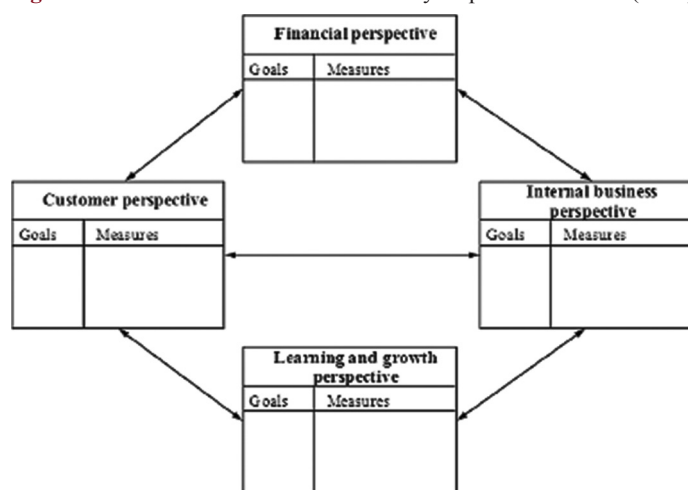 Financial perspective
Goals Measures
Customer perspective
Goals Measures
Internal business
perspective
Goals Measures
Learning and growth
perspective
Goals Measures